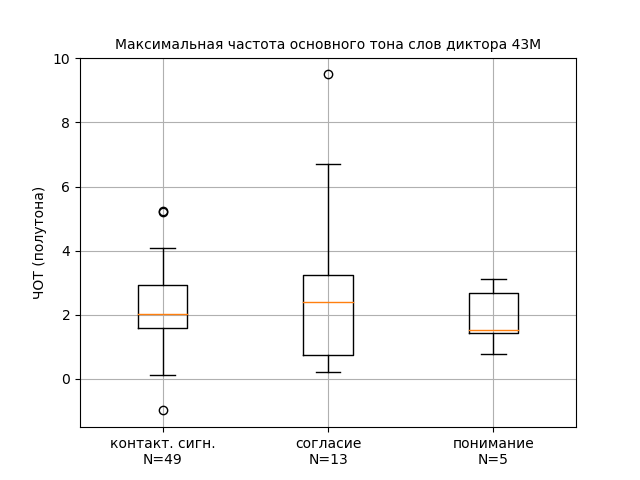 Максимальная частота основного тона слов диктора 43М
10
8
6
4
2
0
ЧОТ (полутона)
контакт. сигн.
N=49
согласие
N=13
понимание
N=5